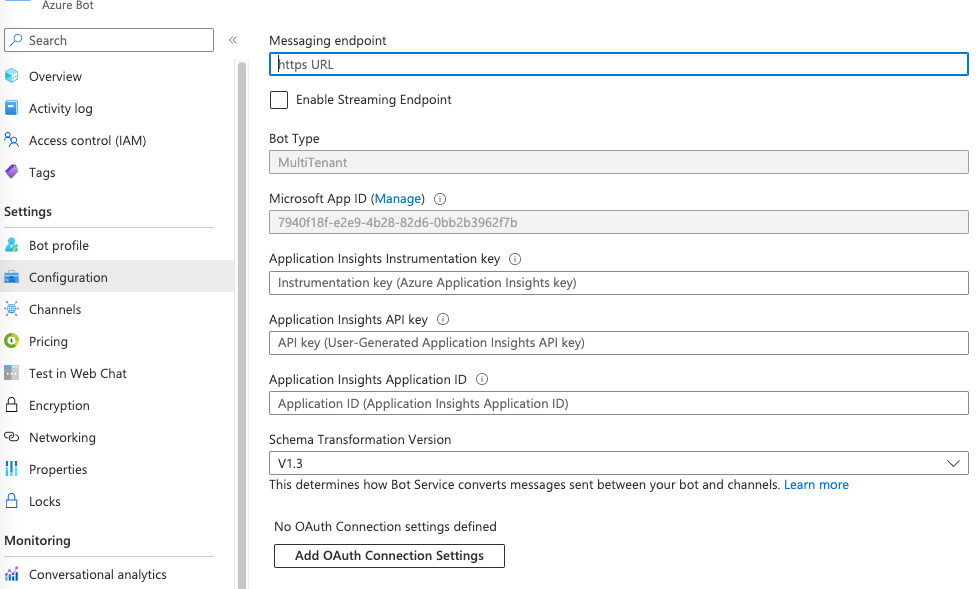 Azure Bot
Search
«
Overview
Activity log
Access control (IAM)
Tags
Settings
Bot profile
Configuration
Channels
Pricing
Test in Web Chat
Encryption
Networking
Properties
Locks
Monitoring
Conversational analytics
Messaging endpoint
https URL
Enable Streaming Endpoint
Bot Type
MultiTenant
Microsoft App ID (Manage)
7940f18f-e2e9-4b28-82d6-0bb2b3962f7b
Application Insights Instrumentation key
Instrumentation key (Azure Application Insights key)
Application Insights API key
API key (User-Generated Application Insights API key)
Application Insights Application ID
Application ID (Application Insights Application ID)
Schema Transformation Version
V1.3
This determines how Bot Service converts messages sent between your bot and channels. Learn more
No OAuth Connection settings defined
Add OAuth Connection Settings